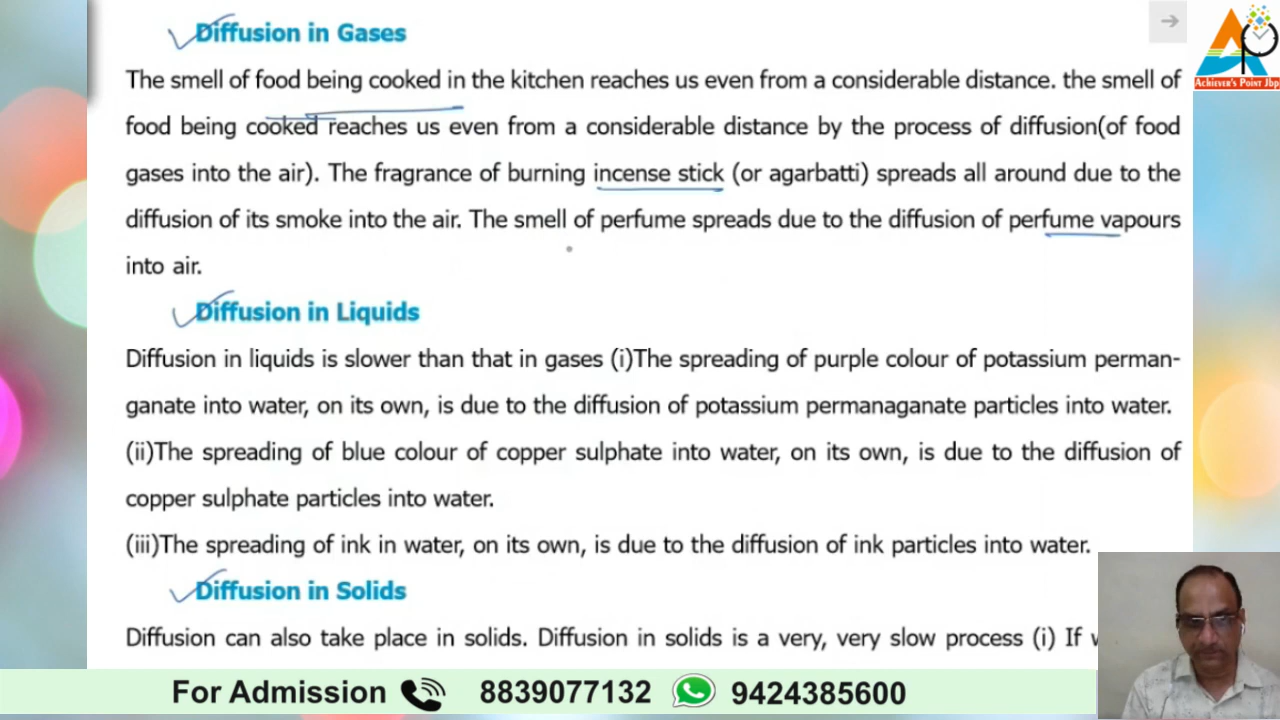 Diffusion in Gases
The smell of food being cooked in the kitchen reaches us even from a considerable distance. the smell of
food being cooked reaches us even from a considerable distance by the process of diffusion(of food
gases into the air). The fragrance of burning incense stick (or agarbatti) spreads all around due to the
diffusion of its smoke into the air. The smell of perfume spreads due to the diffusion of perfume vapours
into air.
Diffusion in Liquids
Diffusion in liquids is slower than that in gases (i)The spreading of purple colour of potassium perman-
ganate into water, on its own, is due to the diffusion of potassium permanaganate particles into water.
(ii)The spreading of blue colour of copper sulphate into water, on its own, is due to the diffusion of
copper sulphate particles into water.
(iii)The spreading of ink in water, on its own, is due to the diffusion of ink particles into water.
Diffusion in Solids
Diffusion can also take place in solids. Diffusion in solids is a very, very slow process (i) If
Achiever's Point Jbp
For Admission 8839077132 9424385600